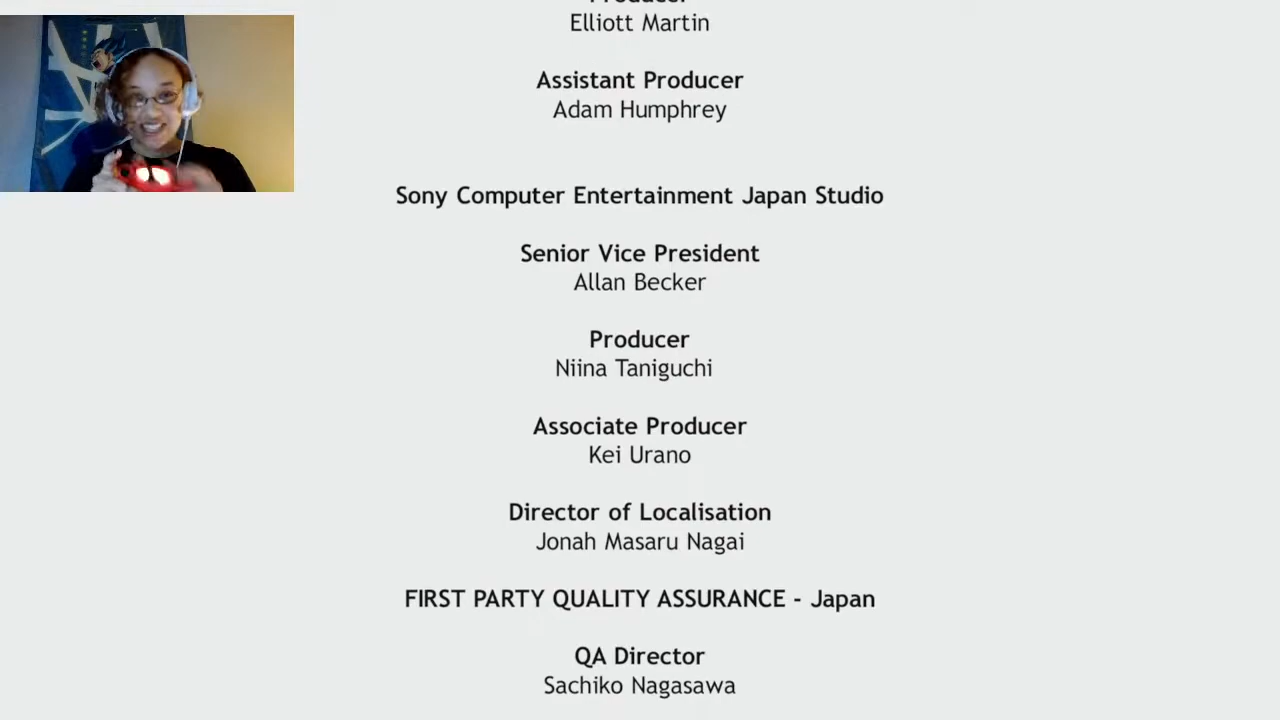 Producer
Elliott Martin
Assistant Producer
Adam Humphrey
Sony Computer Entertainment Japan Studio
Senior Vice President
Allan Becker
Producer
Niina Taniguchi
Associate Producer
Kei Urano
Director of Localisation
Jonah Masaru Nagai
FIRST PARTY QUALITY ASSURANCE - Japan
QA Director
Sachiko Nagasawa